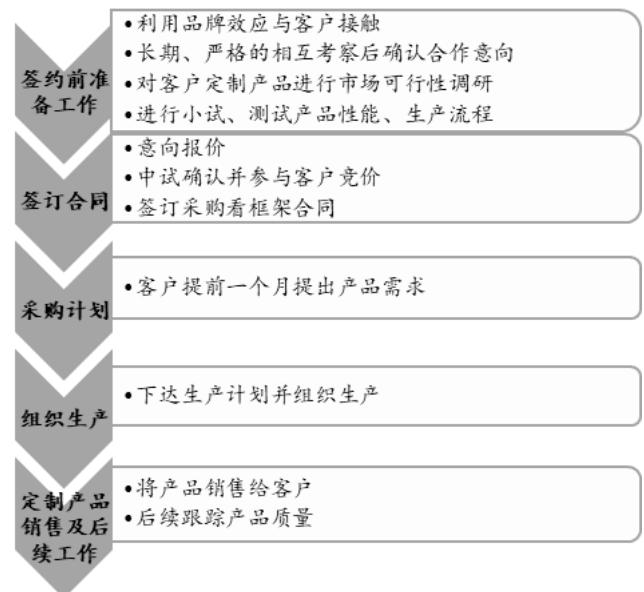 签约前准
备工作
•利用品牌效应与客户接触
•长期、严格的相互考察后确认合作意向
•对客户定制产品进行市场可行性调研
•进行小试、测试产品性能、生产流程
签订合同
•意向报价
•中试确认并参与客户竞价
•签订采购看框架合同
采购计划
•客户提前一个月提出产品需求
组织生产
•下达生产计划并组织生产
定制产品
销售及后
续工作
•将产品销售给客户
•后续跟踪产品质量